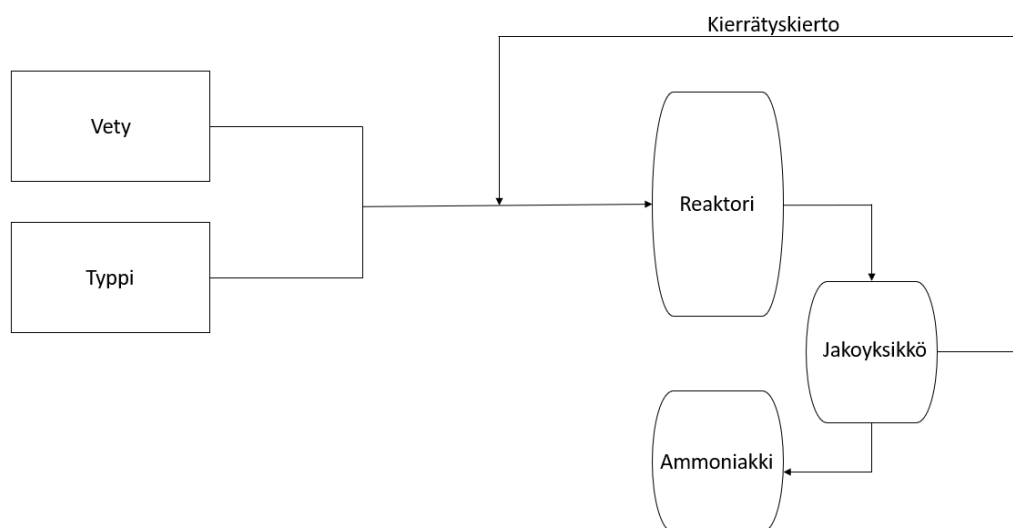 Kierrätyskierto
Vety
Reaktori
Typpi
Jakoyksikkö
Ammoniakki